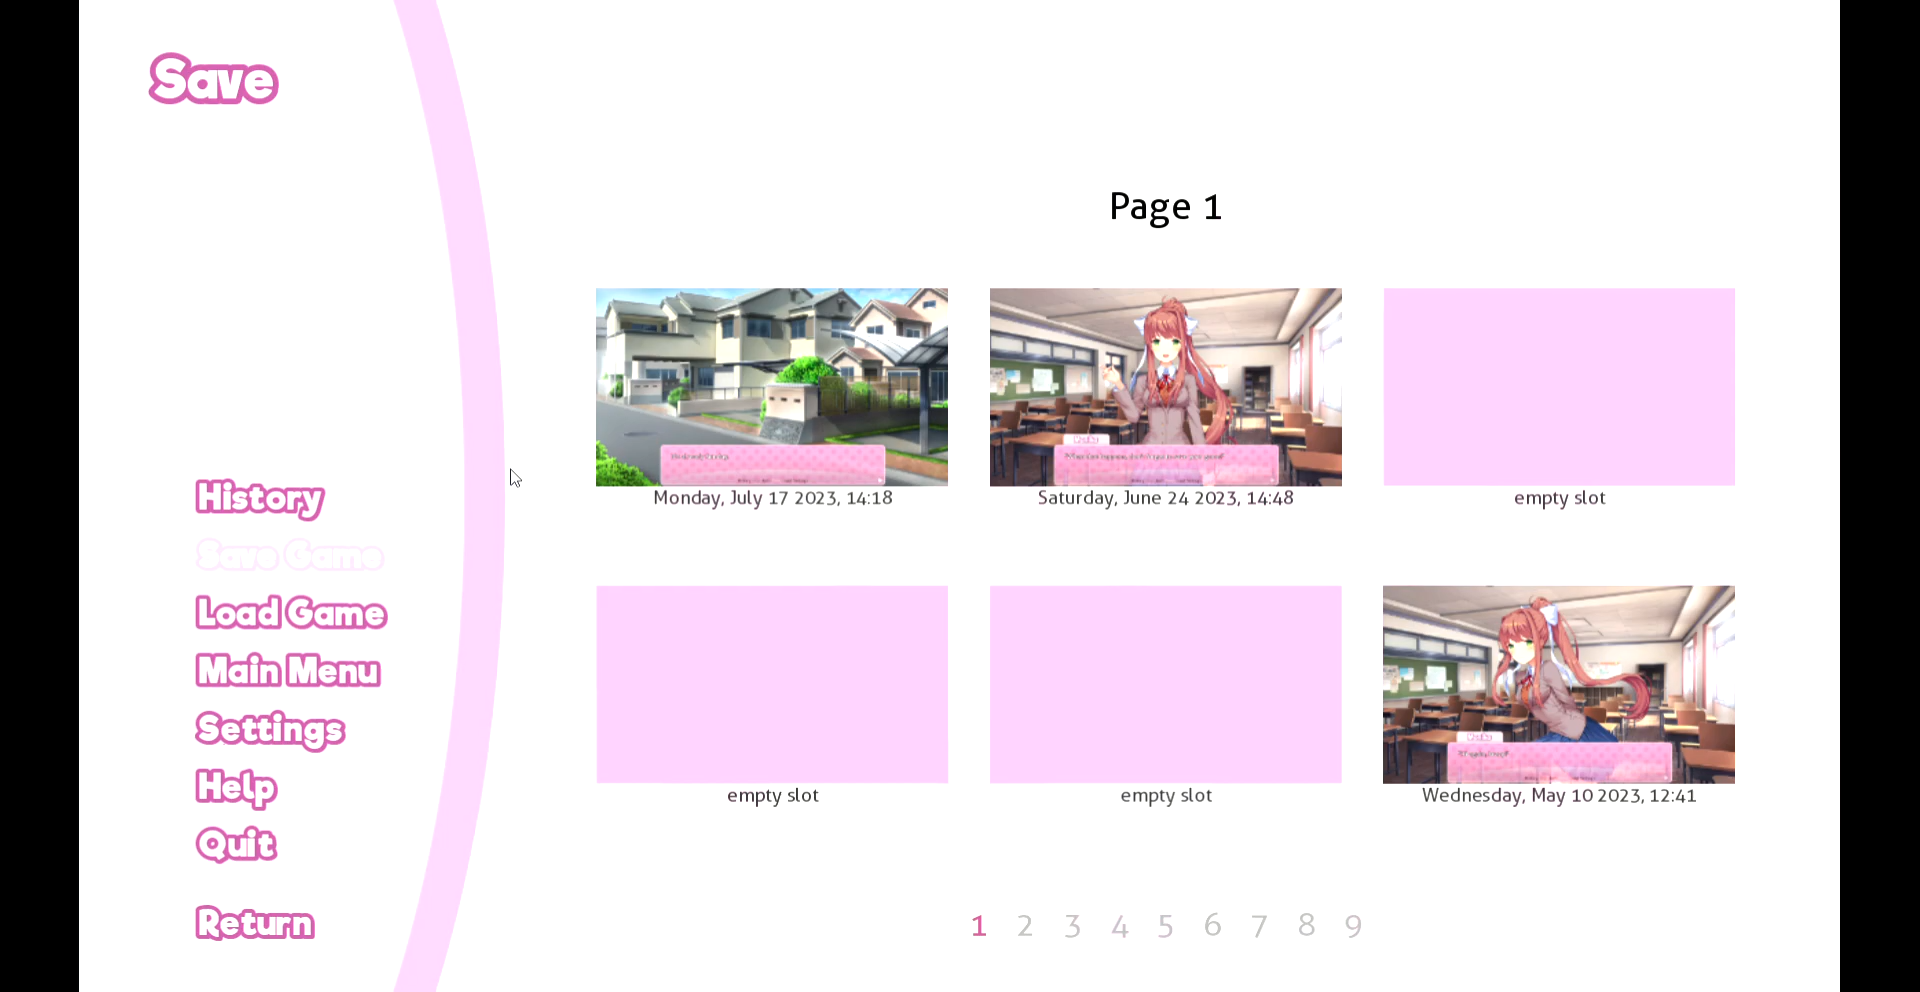 Save
Page 1
Monday, July 17 2023, 14:18
Saturday, June 24 2023, 14:48
empty slot
empty slot
empty slot
Wednesday, May 10 2023, 12:41
History
Save Game
Load Game
Main Menu
Settings
Help
Quit
Return
1 2 3 4 5 6 7 8 9